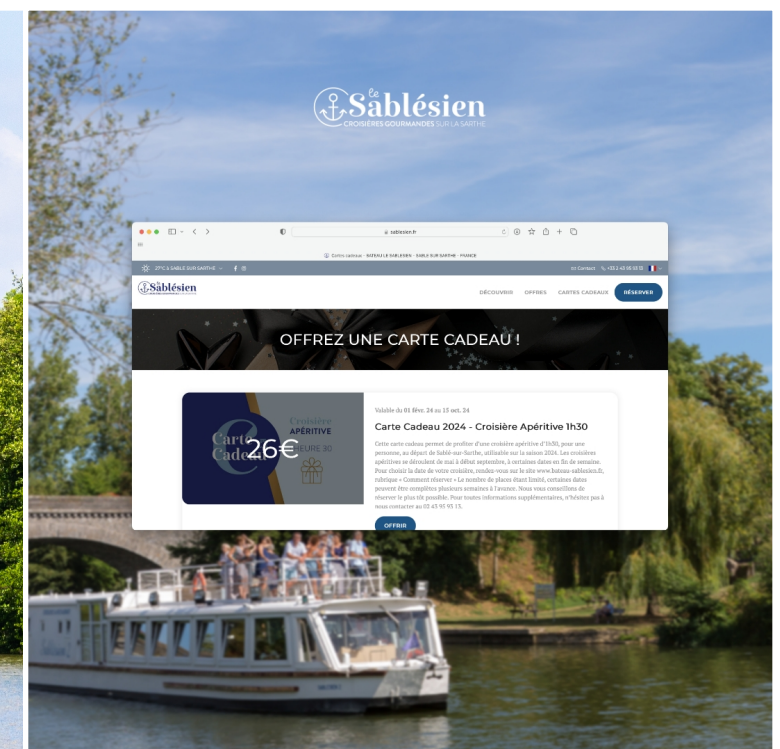 le
Sablésien
CROISIÈRES GOURMANDES SUR LA SARTHE
sablesien.fr
Cartes cadeaux - BATEAU LE SABLESIEN - SABLE SUR SARTHE - FRANCE
27°C à SABLE SUR SARTHE
Contact
Sablésien
DÉCOUVRIR OFFRES CARTES CADEAUX RÉSERVER
OFFREZ UNE CARTE CADEAU !
Carte
Cadeau
26€
Croisière
APÉRITIVE
HEURE 30
Valable du 01 févr. 24 au 15 oct. 24
Carte Cadeau 2024 - Croisière Apéritive 1h30
Cette carte cadeau permet de profiter d'une croisière apéritive d'1h30, pour une
personne, au départ de Sablé-sur-Sarthe, utilisable sur la saison 2024. Les croisières
apéritives se déroulent de mai à début septembre, à certaines dates en fin de semaine.
Pour choisir la date de votre croisière, rendez-vous sur le site www.bateau-sablesien.fr,
rubrique « Comment réserver » Le nombre de places étant limité, certaines dates
peuvent être complètes plusieurs semaines à l'avance. Nous vous conseillons de
réserver le plus tôt possible. Pour toutes informations supplémentaires, n'hésitez pas à
nous contacter au 02 43 95 93 13.
OFFRIR